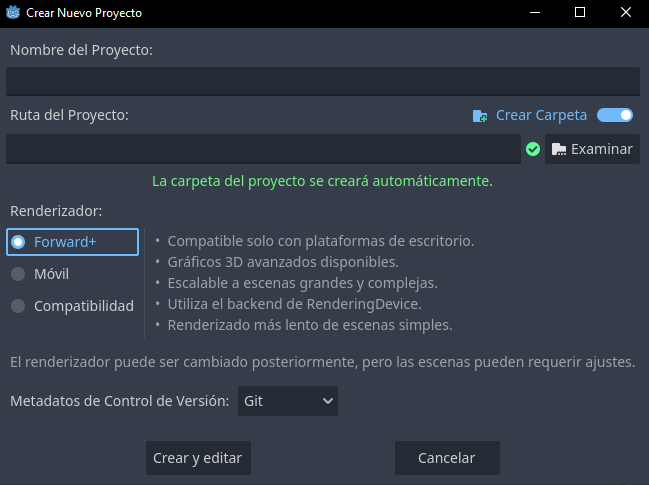 Crear Nuevo Proyecto
Nombre del Proyecto:
Ruta del Proyecto:
Crear Carpeta
Examinar
La carpeta del proyecto se creará automáticamente.
Renderizador:
Forward+
Móvil
Compatibilidad
• Compatible solo con plataformas de escritorio.
• Gráficos 3D avanzados disponibles.
• Escalable a escenas grandes y complejas.
• Utiliza el backend de RenderingDevice.
• Renderizado más lento de escenas simples.
El renderizador puede ser cambiado posteriormente, pero las escenas pueden requerir ajustes.
Metadatos de Control de Versión:
Git
Crear y editar
Cancelar